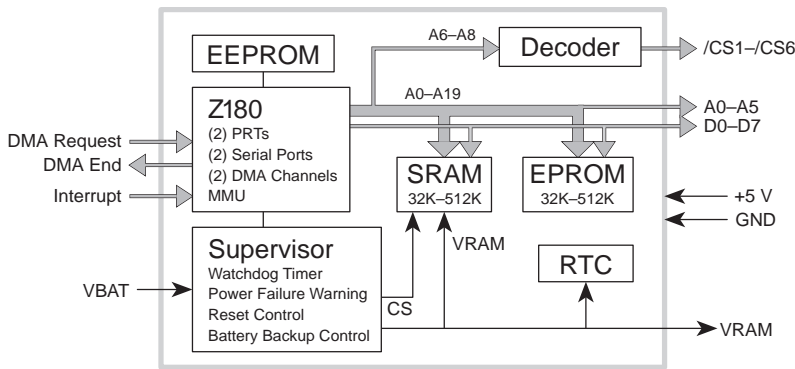 A6–A8
EEPROM
Decoder
/CS1–/CS6
Z180
A0–A19
(2) PRTs
A0–A5
DMA Request
D0–D7
(2) Serial Ports
DMA End
(2) DMA Channels
SRAM
EPROM
Interrupt
MMU
32K–512K
32K–512K
+5 V
GND
Supervisor
VRAM
Watchdog Timer
RTC
VBAT
Power Failure Warning
CS
Reset Control
Battery Backup Control
VRAM